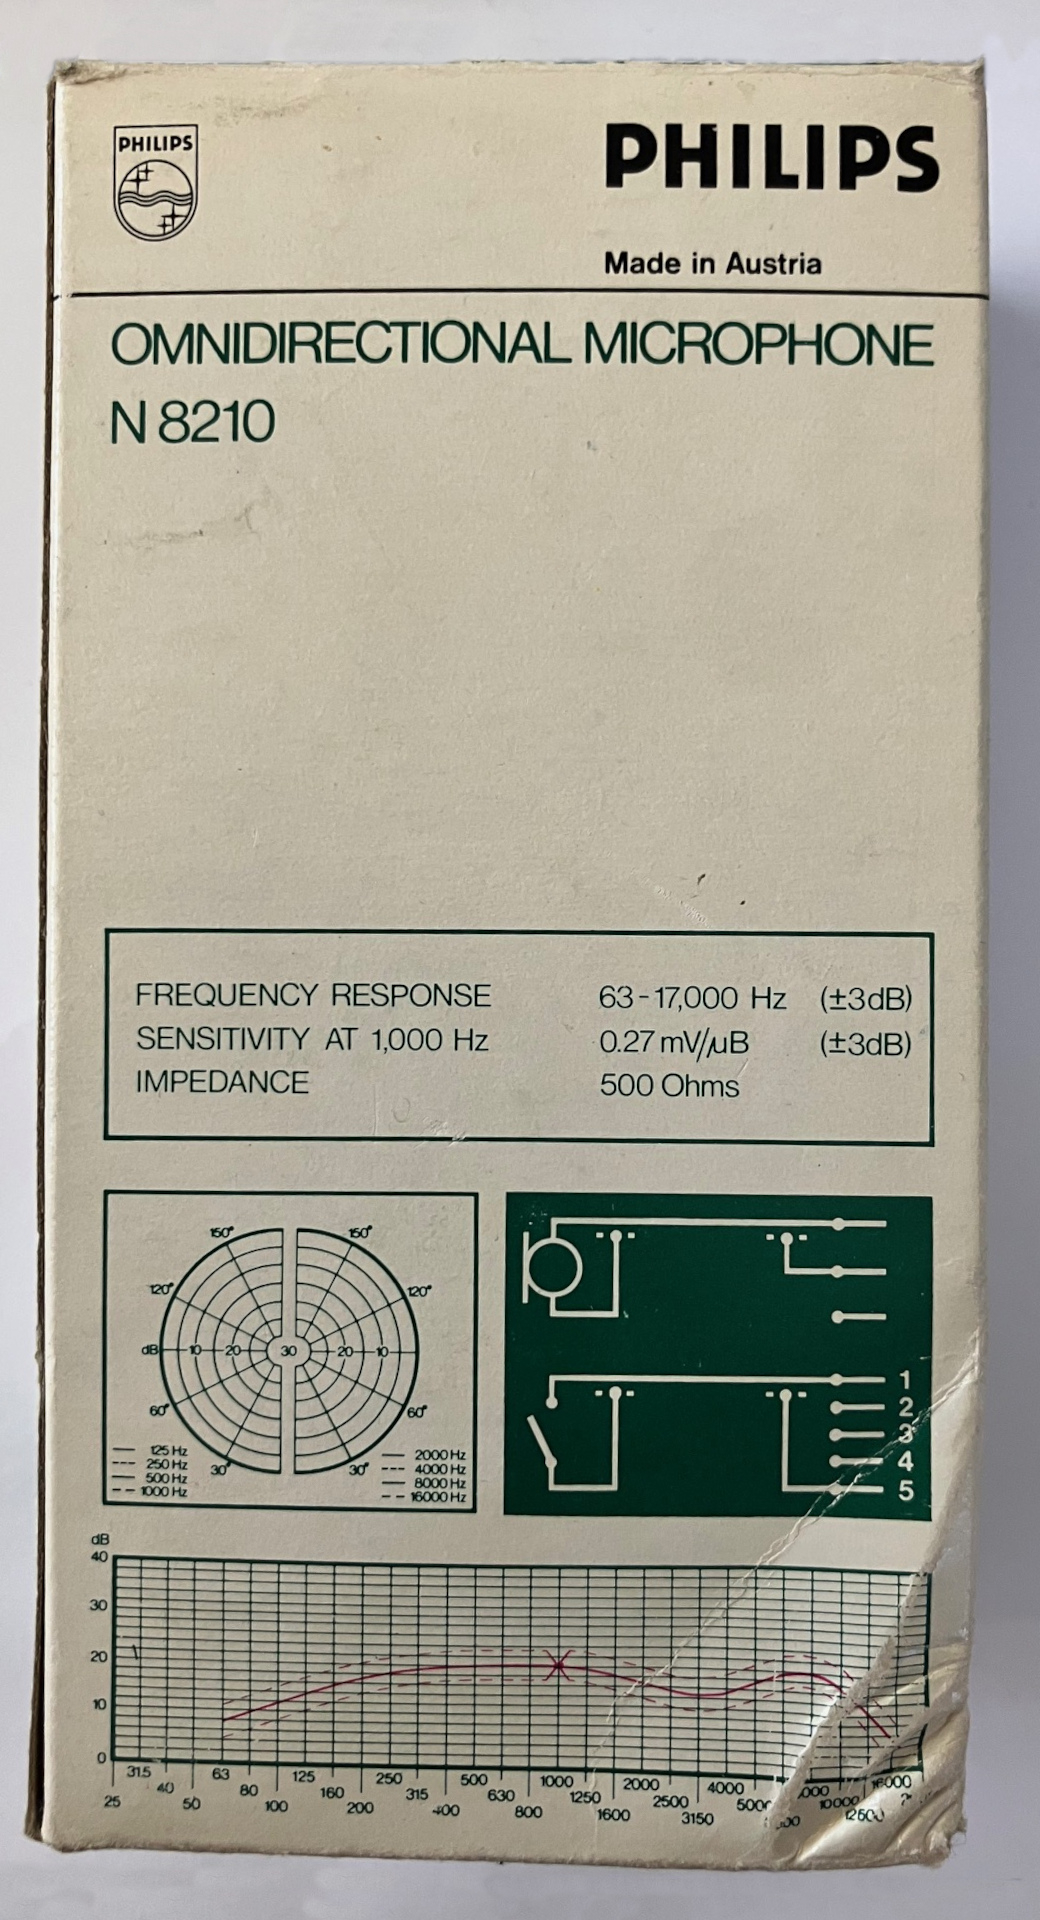 PHILIPS
PHILIPS
Made in Austria
OMNIDIRECTIONAL MICROPHONE
N 8210
FREQUENCY RESPONSE 63-17,000 Hz (±3dB)
SENSITIVITY AT 1,000 Hz 0.27 mV/μB (±3dB)
IMPEDANCE 500 Ohms
150° 150°
120° 120°
dB 10 20 30 20 10
60° 60°
30° 30°
125 Hz 2000 Hz
250 Hz 4000 Hz
500 Hz 8000 Hz
1000 Hz 16000 Hz
1
2
3
4
5
dB
40
30
20
10
0
31.5 63 125 250 500 1000 2000 4000 16000
40 80 160 315 630 1250 2500 5000 10000
25 50 100 200 400 800 1600 3150 12500